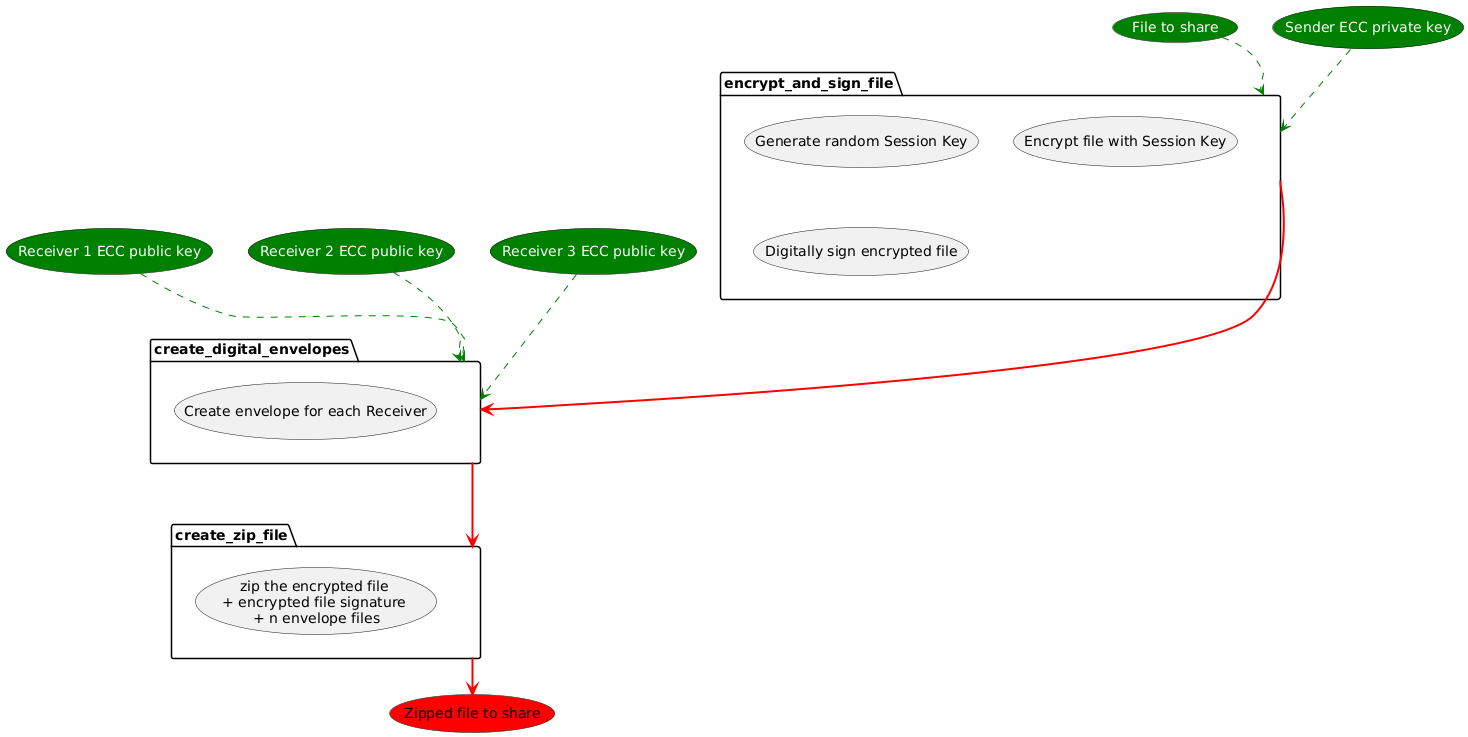 File to share
Sender ECC private key
encrypt_and_sign_file
Generate random Session Key
Encrypt file with Session Key
Digitally sign encrypted file
Receiver 1 ECC public key
Receiver 2 ECC public key
Receiver 3 ECC public key
create_digital_envelopes
Create envelope for each Receiver
create_zip_file
zip the encrypted file
+ encrypted file signature
+ n envelope files
Zipped file to share